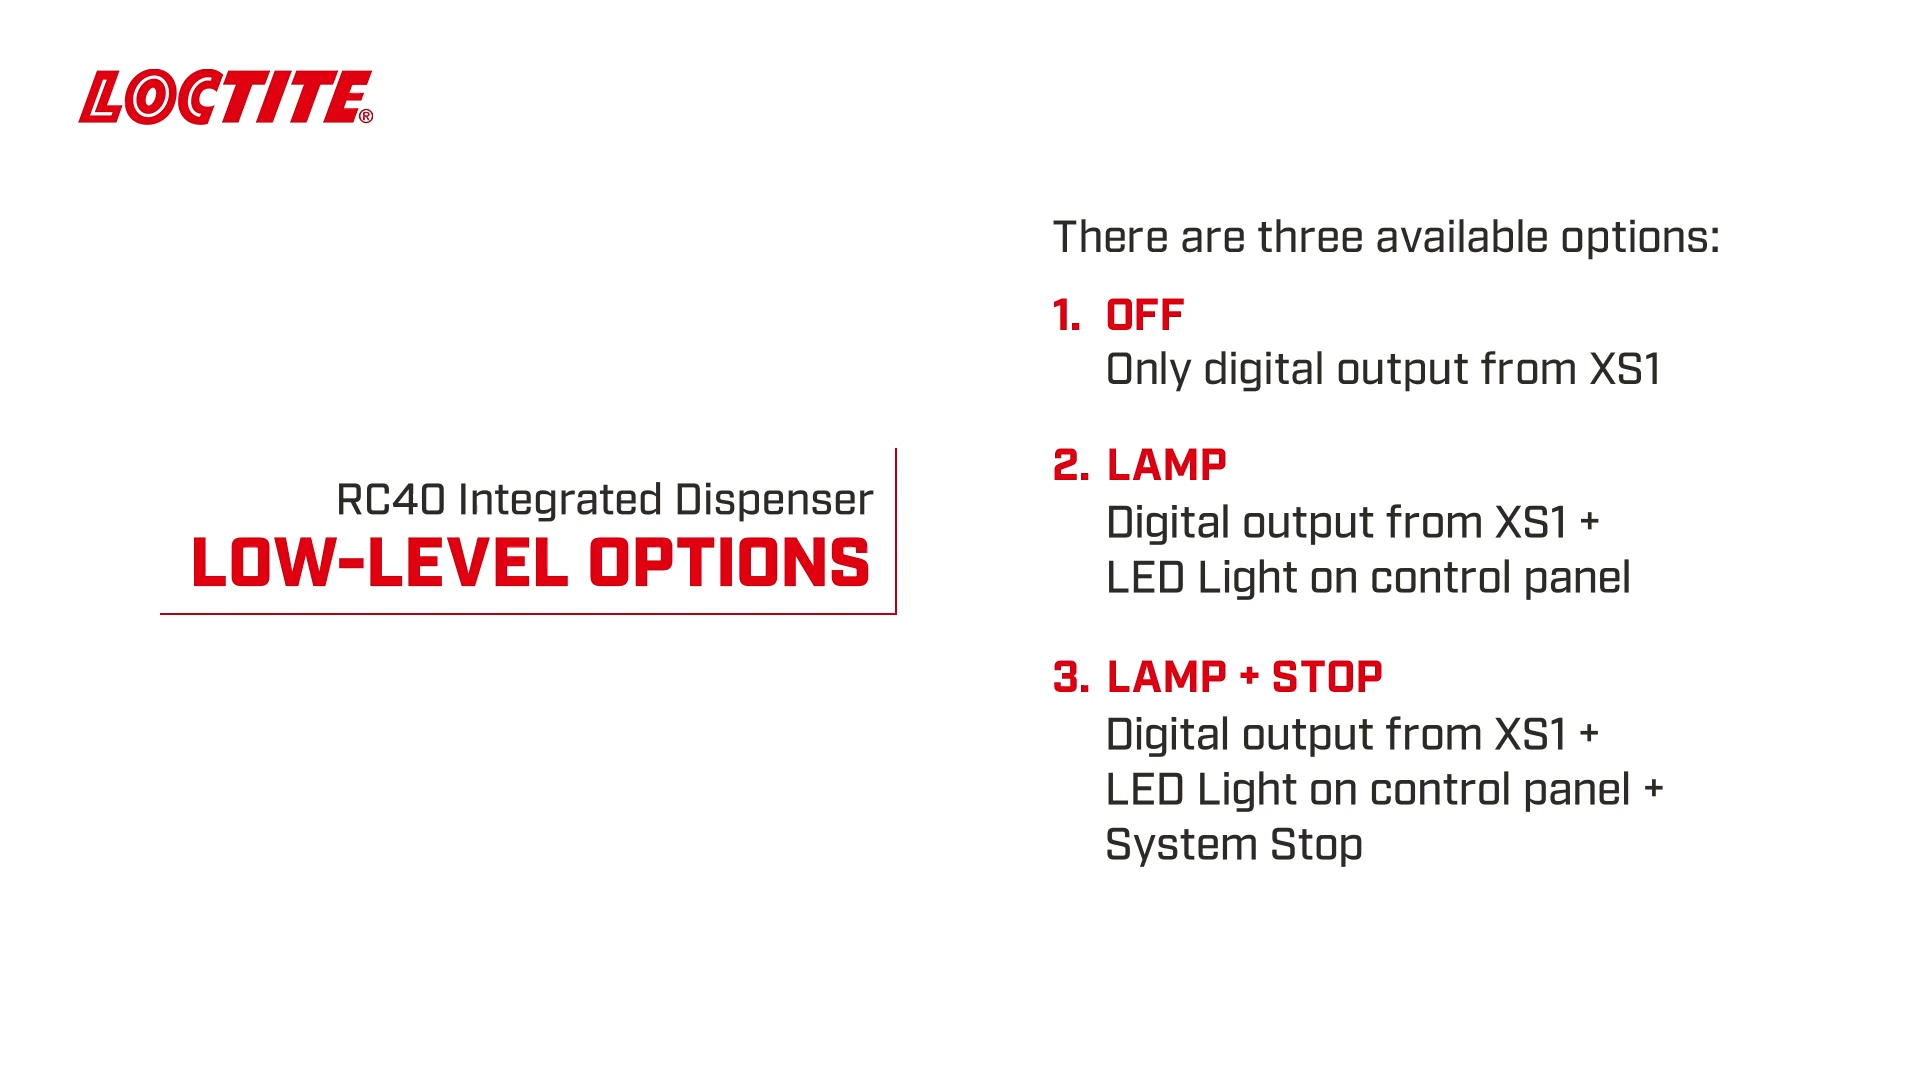 LOCTITE®
RC40 Integrated Dispenser
LOW-LEVEL OPTIONS
There are three available options:
1. OFF
Only digital output from XS1
2. LAMP
Digital output from XS1 +
LED Light on control panel
3. LAMP + STOP
Digital output from XS1 +
LED Light on control panel +
System Stop